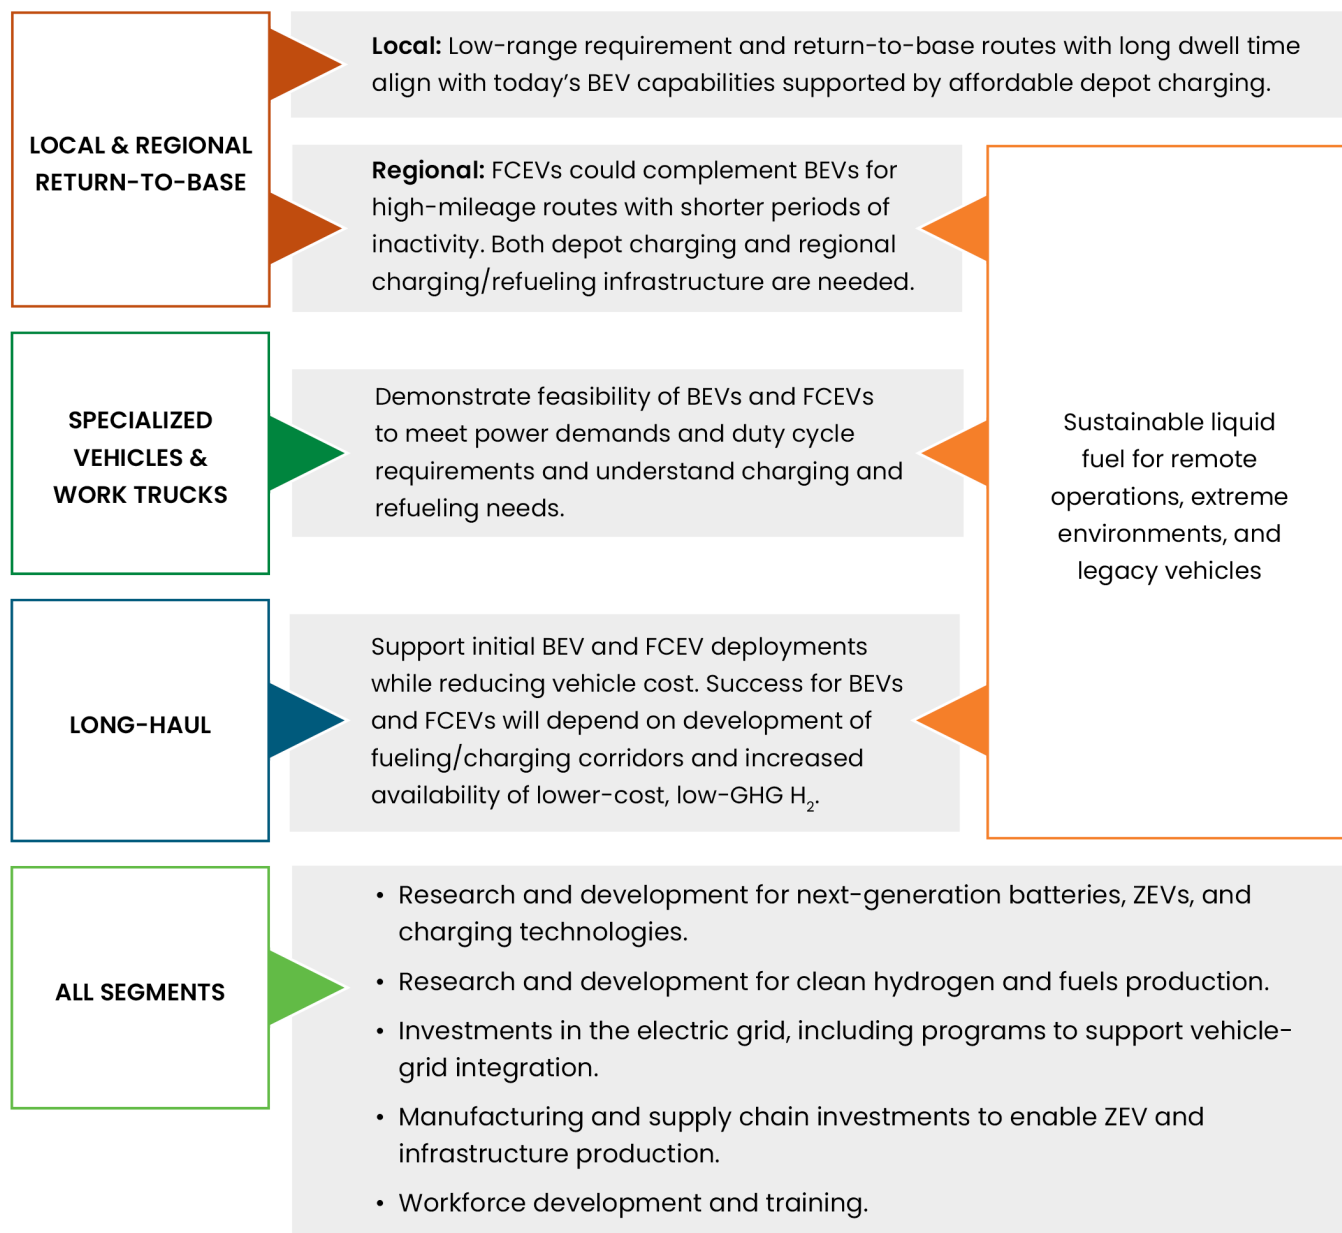 LOCAL & REGIONAL
RETURN-TO-BASE
Local: Low-range requirement and return-to-base routes with long dwell time
align with today’s BEV capabilities supported by affordable depot charging.
Regional: FCEVs could complement BEVs for
high-mileage routes with shorter periods of
inactivity. Both depot charging and regional
charging/refueling infrastructure are needed.
SPECIALIZED
VEHICLES &
WORK TRUCKS
Demonstrate feasibility of BEVs and FCEVs
to meet power demands and duty cycle
requirements and understand charging and
refueling needs.
LONG-HAUL
Support initial BEV and FCEV deployments
while reducing vehicle cost. Success for BEVs
and FCEVs will depend on development of
fueling/charging corridors and increased
availability of lower-cost, low-GHG H₂.
Sustainable liquid
fuel for remote
operations, extreme
environments, and
legacy vehicles
ALL SEGMENTS
• Research and development for next-generation batteries, ZEVs, and
charging technologies.
• Research and development for clean hydrogen and fuels production.
• Investments in the electric grid, including programs to support vehicle-
grid integration.
• Manufacturing and supply chain investments to enable ZEV and
infrastructure production.
• Workforce development and training.